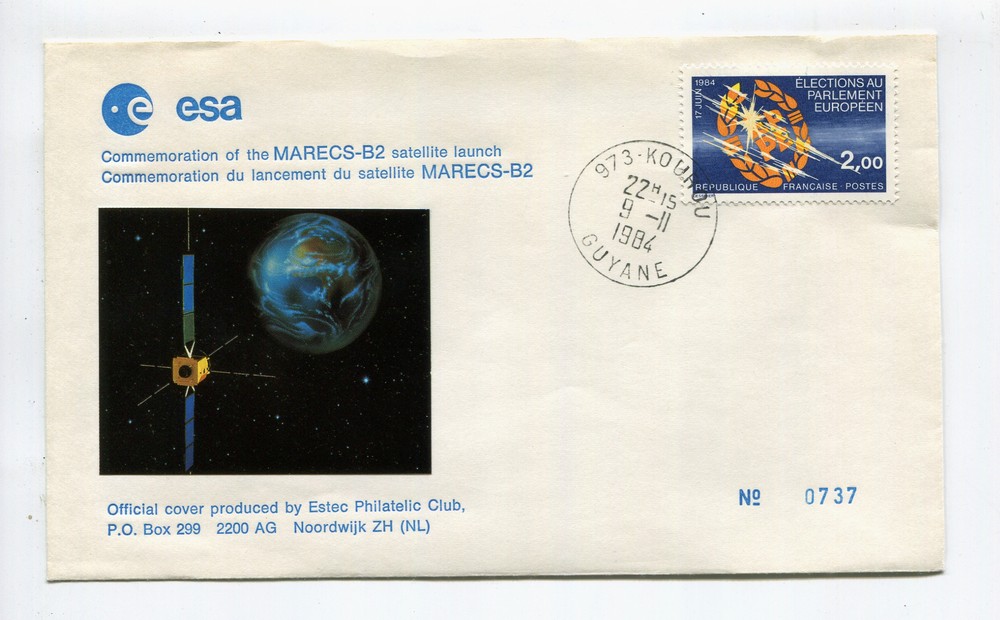 esa
Commemoration of the MARECS-B2 satellite launch
Commemoration du lancement du satellite MARECS-B2
17 JUIN 1984
ÉLECTIONS AU
PARLEMENT
EUROPÉEN
2,00
REPUBLIQUE FRANCAISE · POSTES
973-KOUROU
22H15
9 -11
1984
GUYANE
Official cover produced by Estec Philatelic Club,
P.O. Box 299 2200 AG Noordwijk ZH (NL)
Nº 0737